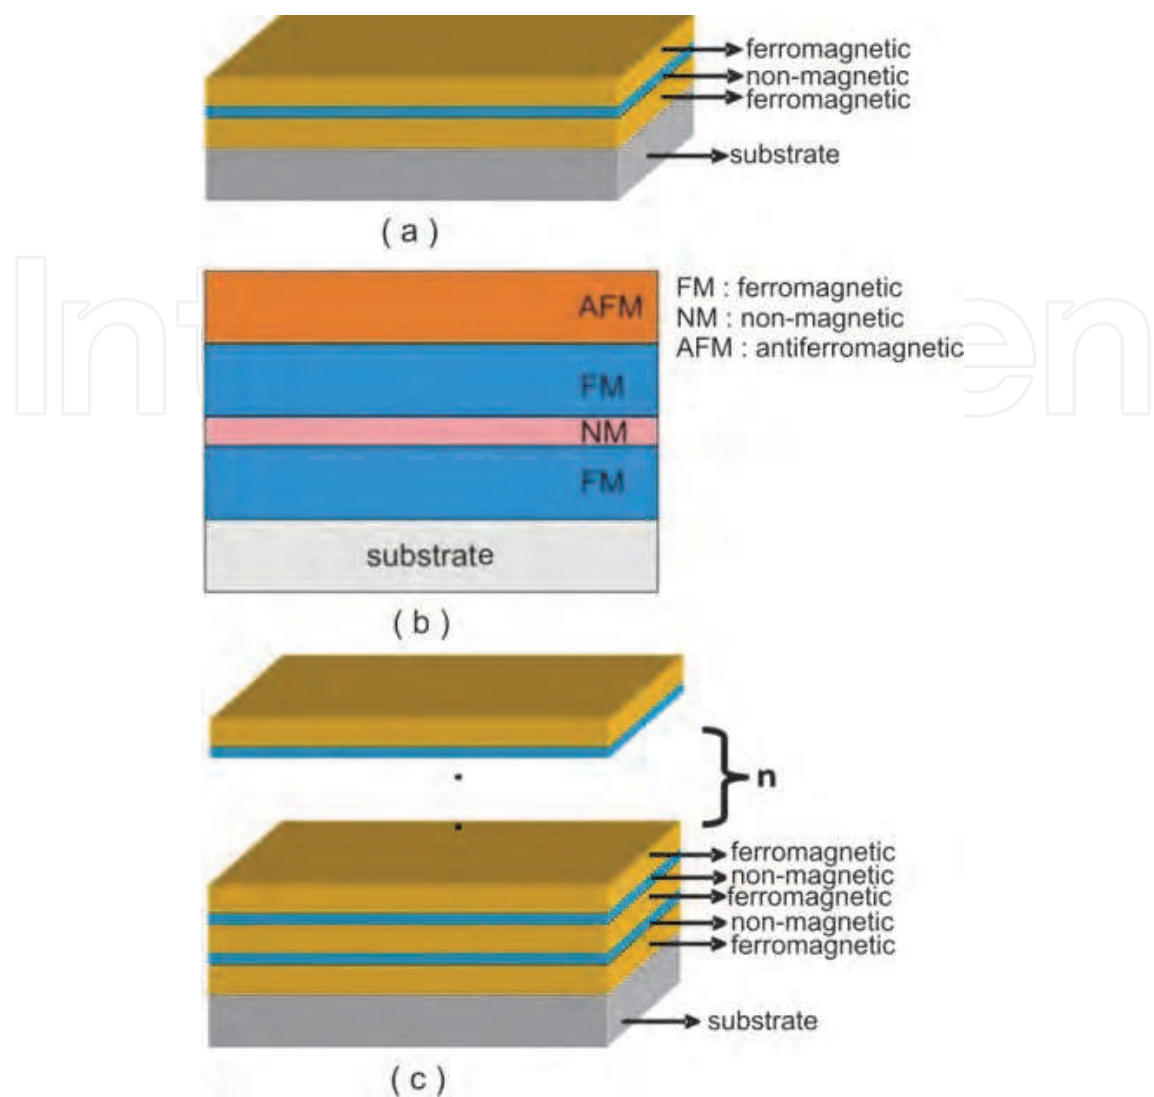 ferromagnetic
non-magnetic
ferromagnetic
substrate
( a )
AFM
FM
NM
FM
substrate
FM : ferromagnetic
NM : non-magnetic
AFM : antiferromagnetic
( b )
n
ferromagnetic
non-magnetic
ferromagnetic
non-magnetic
ferromagnetic
substrate
( c )